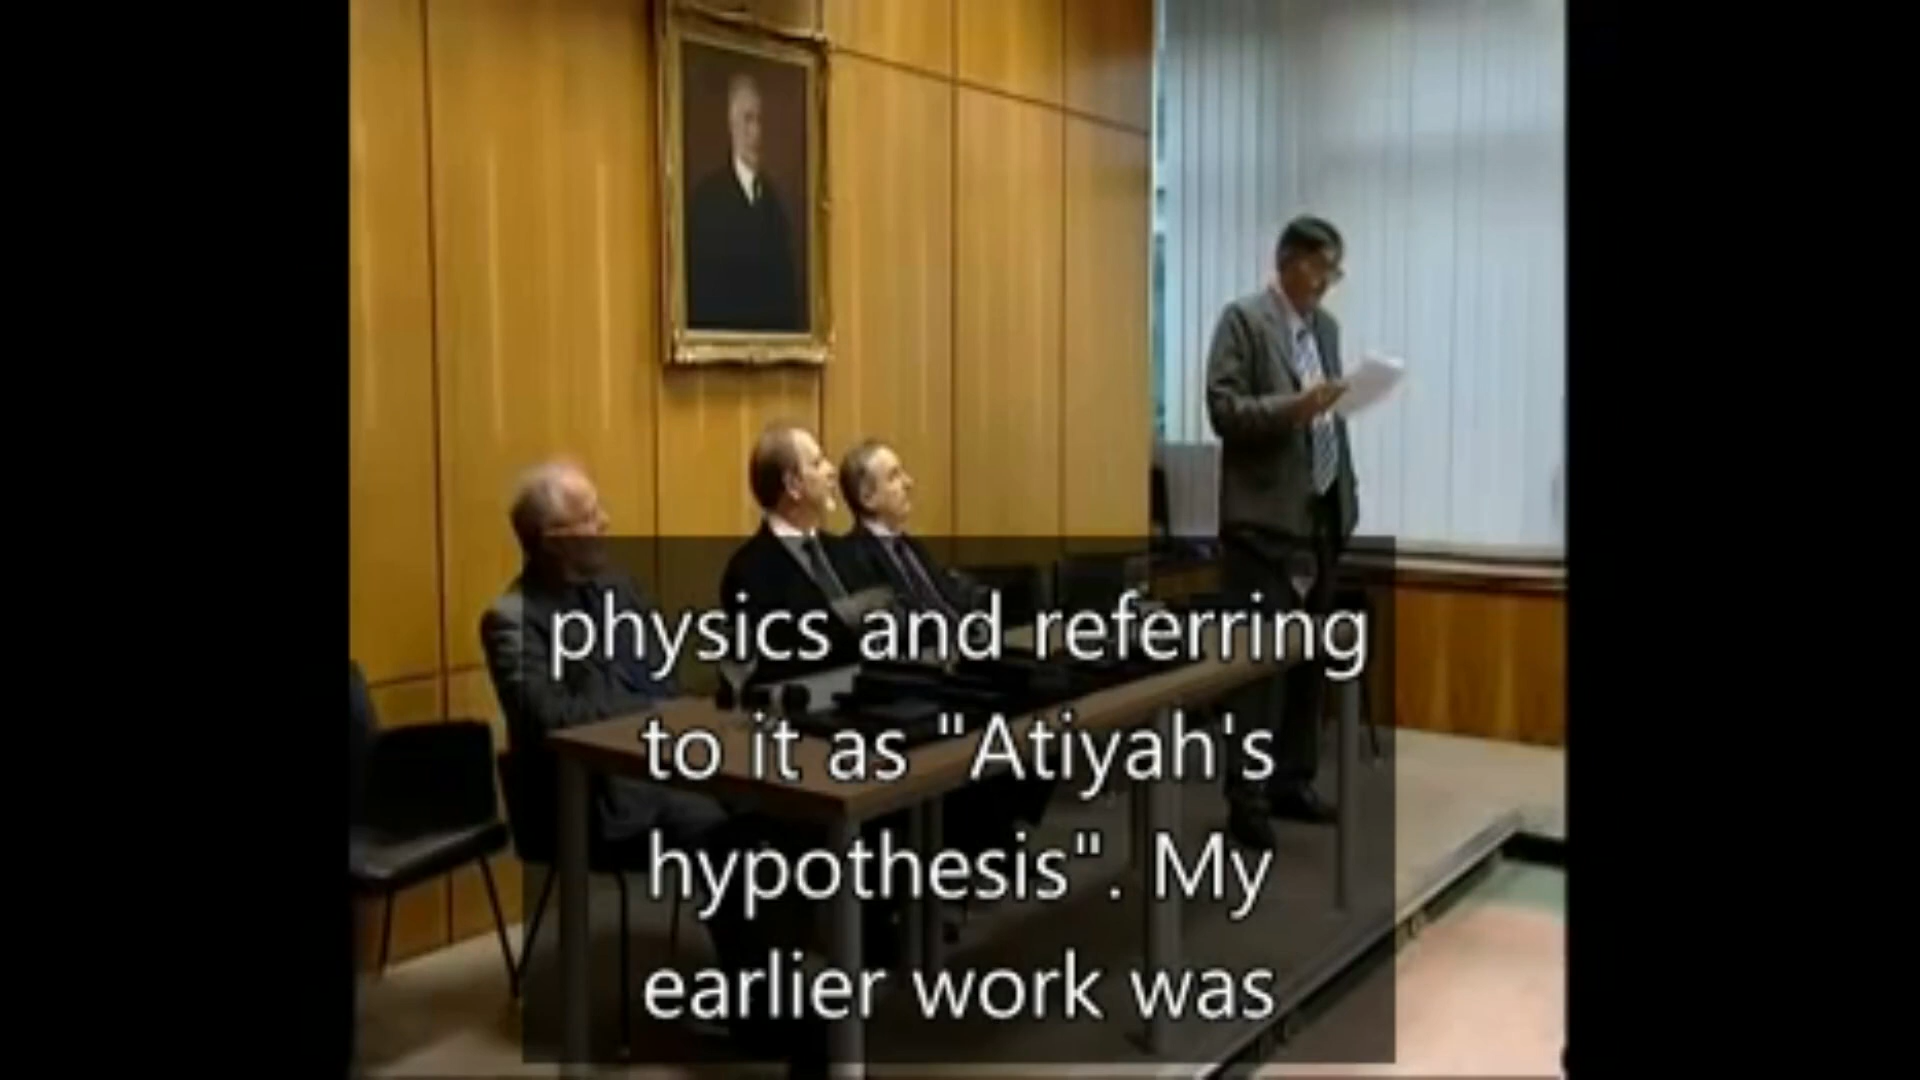 physics and referring
to it as "Atiyah's
hypothesis". My
earlier work was